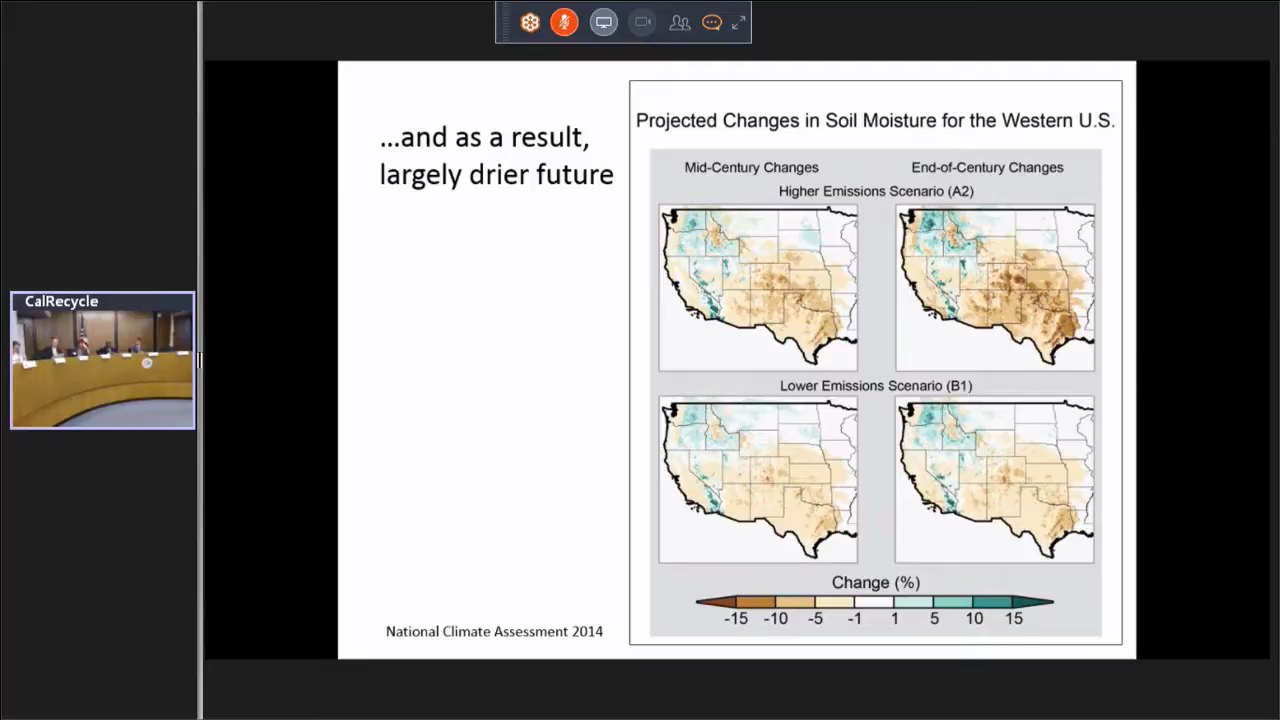 CalRecycle
...and as a result,
largely drier future
Projected Changes in Soil Moisture for the Western U.S.
Mid-Century Changes
End-of-Century Changes
Higher Emissions Scenario (A2)
Lower Emissions Scenario (B1)
Change (%)
-15 -10 -5 -1 1 5 10 15
National Climate Assessment 2014